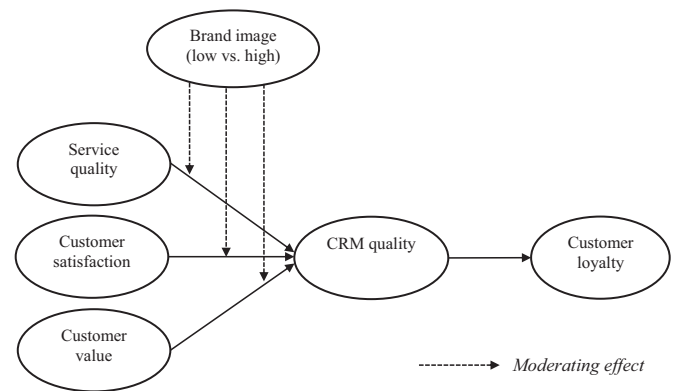 Brand image
(low vs. high)
Service
quality
Customer
satisfaction
CRM quality
Customer
loyalty
Customer
value
Moderating effect